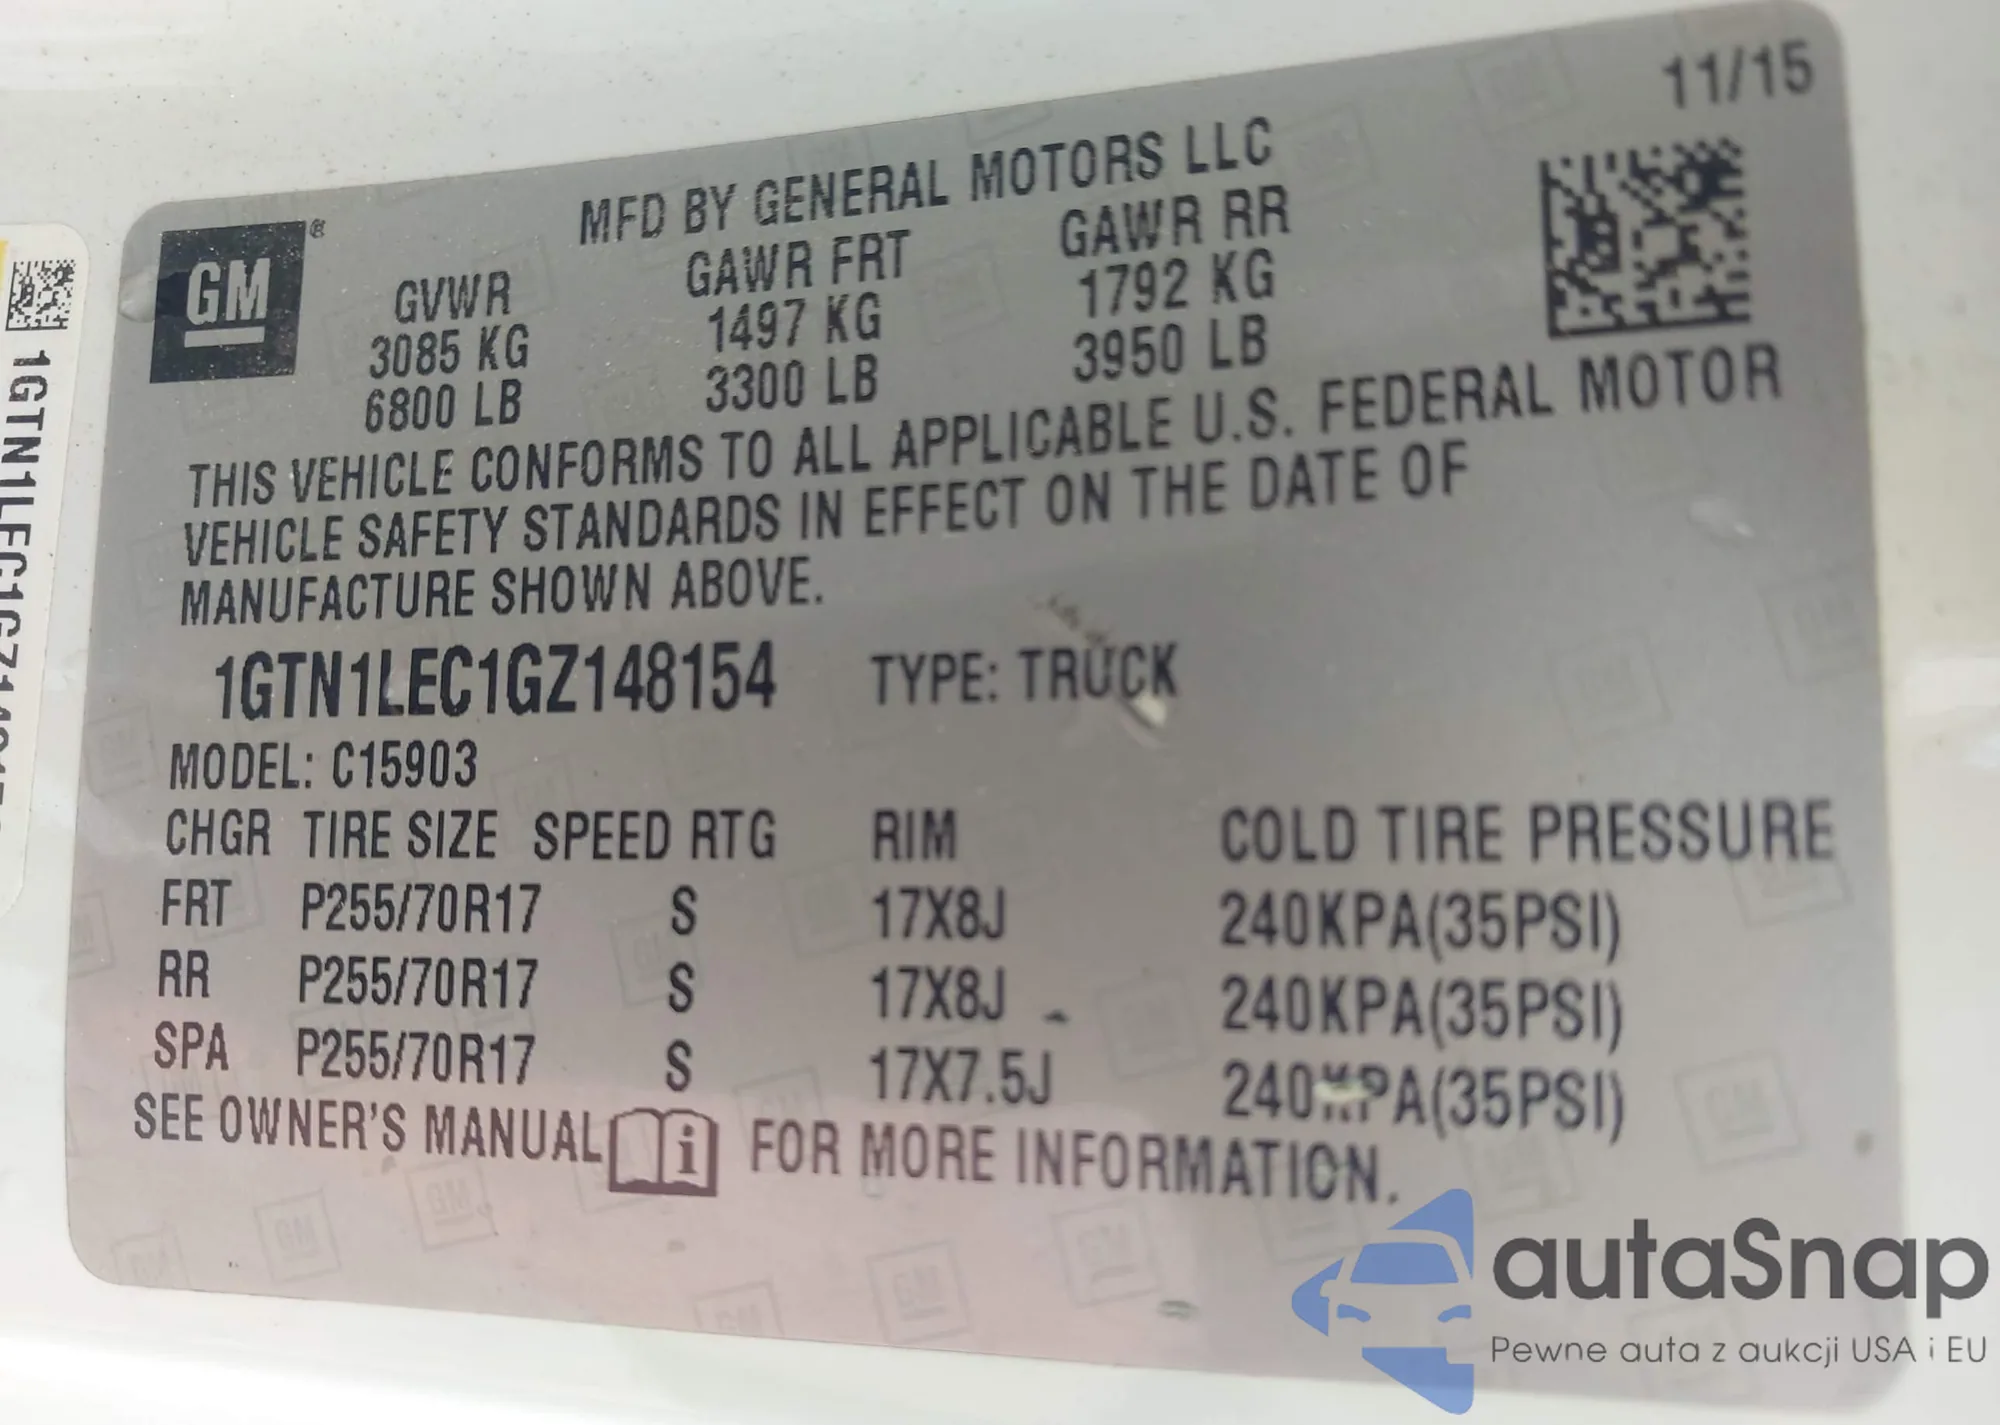 11/15
MFD BY GENERAL MOTORS LLC
GM ®
GVWR GAWR FRT GAWR RR
3085 KG 1497 KG 1792 KG
6800 LB 3300 LB 3950 LB
THIS VEHICLE CONFORMS TO ALL APPLICABLE U.S. FEDERAL MOTOR
VEHICLE SAFETY STANDARDS IN EFFECT ON THE DATE OF
MANUFACTURE SHOWN ABOVE.
1GTN1LEC1GZ148154 TYPE: TRUCK
MODEL: C15903
CHGR TIRE SIZE SPEED RTG RIM COLD TIRE PRESSURE
FRT P255/70R17 S 17X8J 240KPA(35PSI)
RR P255/70R17 S 17X8J 240KPA(35PSI)
SPA P255/70R17 S 17X7.5J 240KPA(35PSI)
SEE OWNER'S MANUAL i FOR MORE INFORMATION.
autaSnap
Pewne auta z aukcji USA i EU